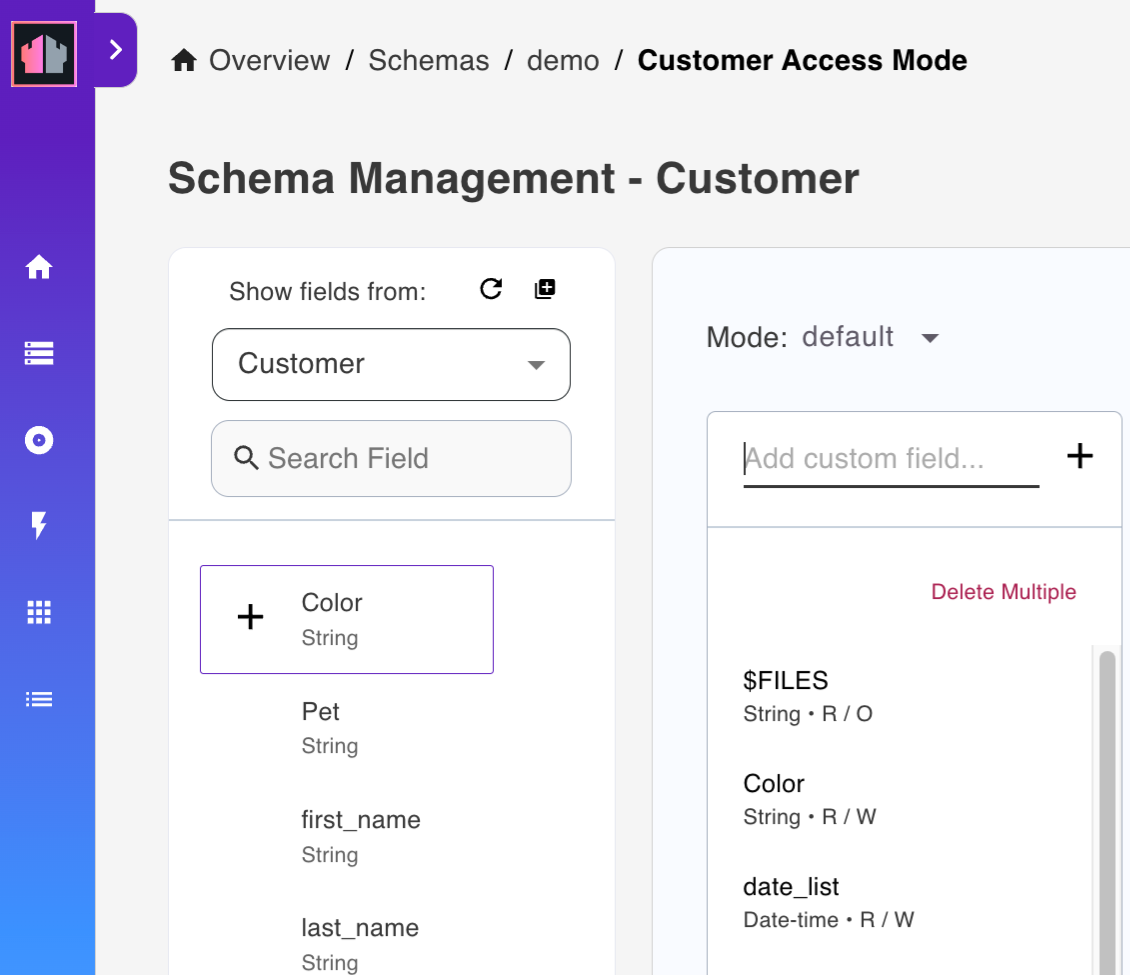 Overview / Schemas / demo / Customer Access Mode
Schema Management - Customer
Show fields from:
Customer
Search Field
Color
String
Pet
String
first_name
String
last_name
String
Mode: default
Add custom field...
Delete Multiple
$FILES
String • R / O
Color
String • R / W
date_list
Date-time • R / W